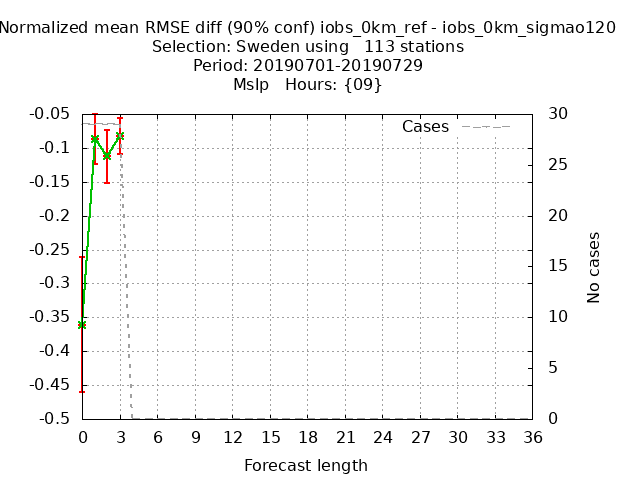 Normalized mean RMSE diff (90% conf) iobs_0km_ref - iobs_0km_sigmao120
Selection: Sweden using   113 stations
Period: 20190701-20190729
Mslp   Hours: {09}
Cases
-0.05
-0.1
-0.15
-0.2
-0.25
-0.3
-0.35
-0.4
-0.45
-0.5
30
25
20
15
10
5
0
No cases
0 3 6 9 12 15 18 21 24 27 30 33 36
Forecast length